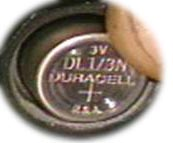 3V
DL1/3N
DURACELL
+